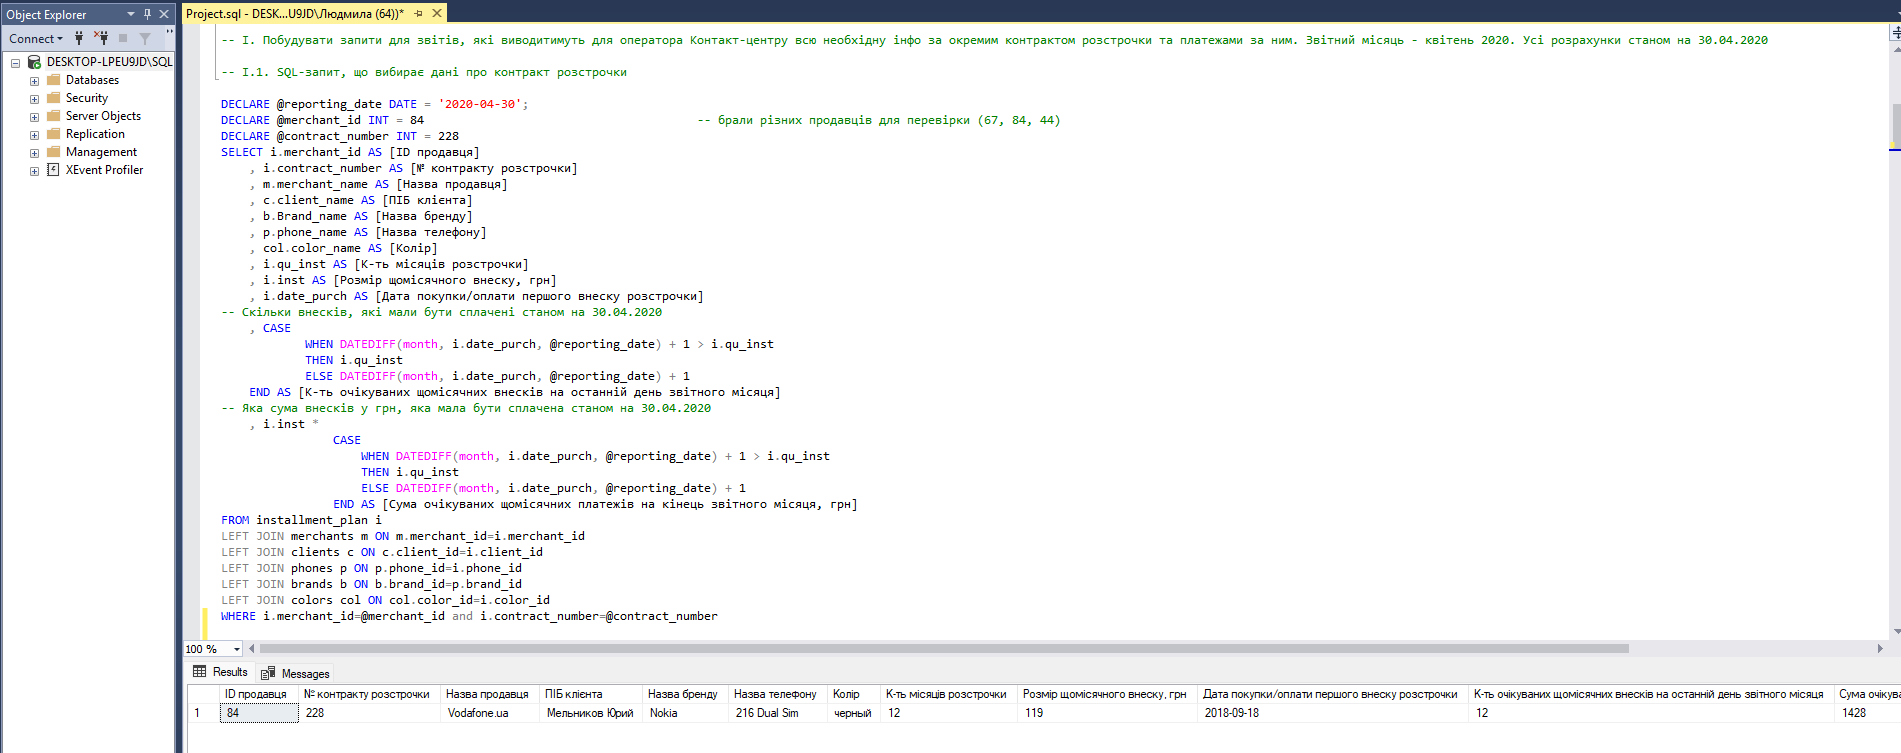 Object Explorer
Project.sql - DESK...U9JD\Людмила (64))*
Connect
DESKTOP-LPEU9JD\SQL
Databases
Security
Server Objects
Replication
Management
XEvent Profiler
-- I. Побудувати запити для звітів, які виводитимуть для оператора Контакт-центру всю необхідну інфо за окремим контрактом розстрочки та платежами за ним. Звітний місяць - квітень 2020. Усі розрахунки станом на 30.04.2020
-- I.1. SQL-запит, що вибирає дані про контракт розстрочки
DECLARE @reporting_date DATE = '2020-04-30';
DECLARE @merchant_id INT = 84 -- брали різних продавців для перевірки (67, 84, 44)
DECLARE @contract_number INT = 228
SELECT i.merchant_id AS [ID продавця]
, i.contract_number AS [№ контракту розстрочки]
, m.merchant_name AS [Назва продавця]
, c.client_name AS [ПІБ клієнта]
, b.Brand_name AS [Назва бренду]
, p.phone_name AS [Назва телефону]
, col.color_name AS [Колір]
, i.qu_inst AS [К-ть місяців розстрочки]
, i.inst AS [Розмір щомісячного внеску, грн]
, i.date_purch AS [Дата покупки/оплати першого внеску розстрочки]
-- Скільки внесків, які мали бути сплачені станом на 30.04.2020
, CASE
WHEN DATEDIFF(month, i.date_purch, @reporting_date) + 1 > i.qu_inst
THEN i.qu_inst
ELSE DATEDIFF(month, i.date_purch, @reporting_date) + 1
END AS [К-ть очікуваних щомісячних внесків на останній день звітного місяця]
-- Яка сума внесків у грн, яка мала бути сплачена станом на 30.04.2020
, i.inst *
CASE
WHEN DATEDIFF(month, i.date_purch, @reporting_date) + 1 > i.qu_inst
THEN i.qu_inst
ELSE DATEDIFF(month, i.date_purch, @reporting_date) + 1
END AS [Сума очікуваних щомісячних платежів на кінець звітного місяця, грн]
FROM installment_plan i
LEFT JOIN merchants m ON m.merchant_id=i.merchant_id
LEFT JOIN clients c ON c.client_id=i.client_id
LEFT JOIN phones p ON p.phone_id=i.phone_id
LEFT JOIN brands b ON b.brand_id=p.brand_id
LEFT JOIN colors col ON col.color_id=i.color_id
WHERE i.merchant_id=@merchant_id and i.contract_number=@contract_number
100 %
Results Messages
ID продавця № контракту розстрочки Назва продавця ПІБ клієнта Назва бренду Назва телефону Колір К-ть місяців розстрочки Розмір щомісячного внеску, грн Дата покупки/оплати першого внеску розстрочки К-ть очікуваних щомісячних внесків на останній день звітного місяця Сума очікува
1 84 228 Vodafone.ua Мельников Юрий Nokia 216 Dual Sim черный 12 119 2018-09-18 12 1428